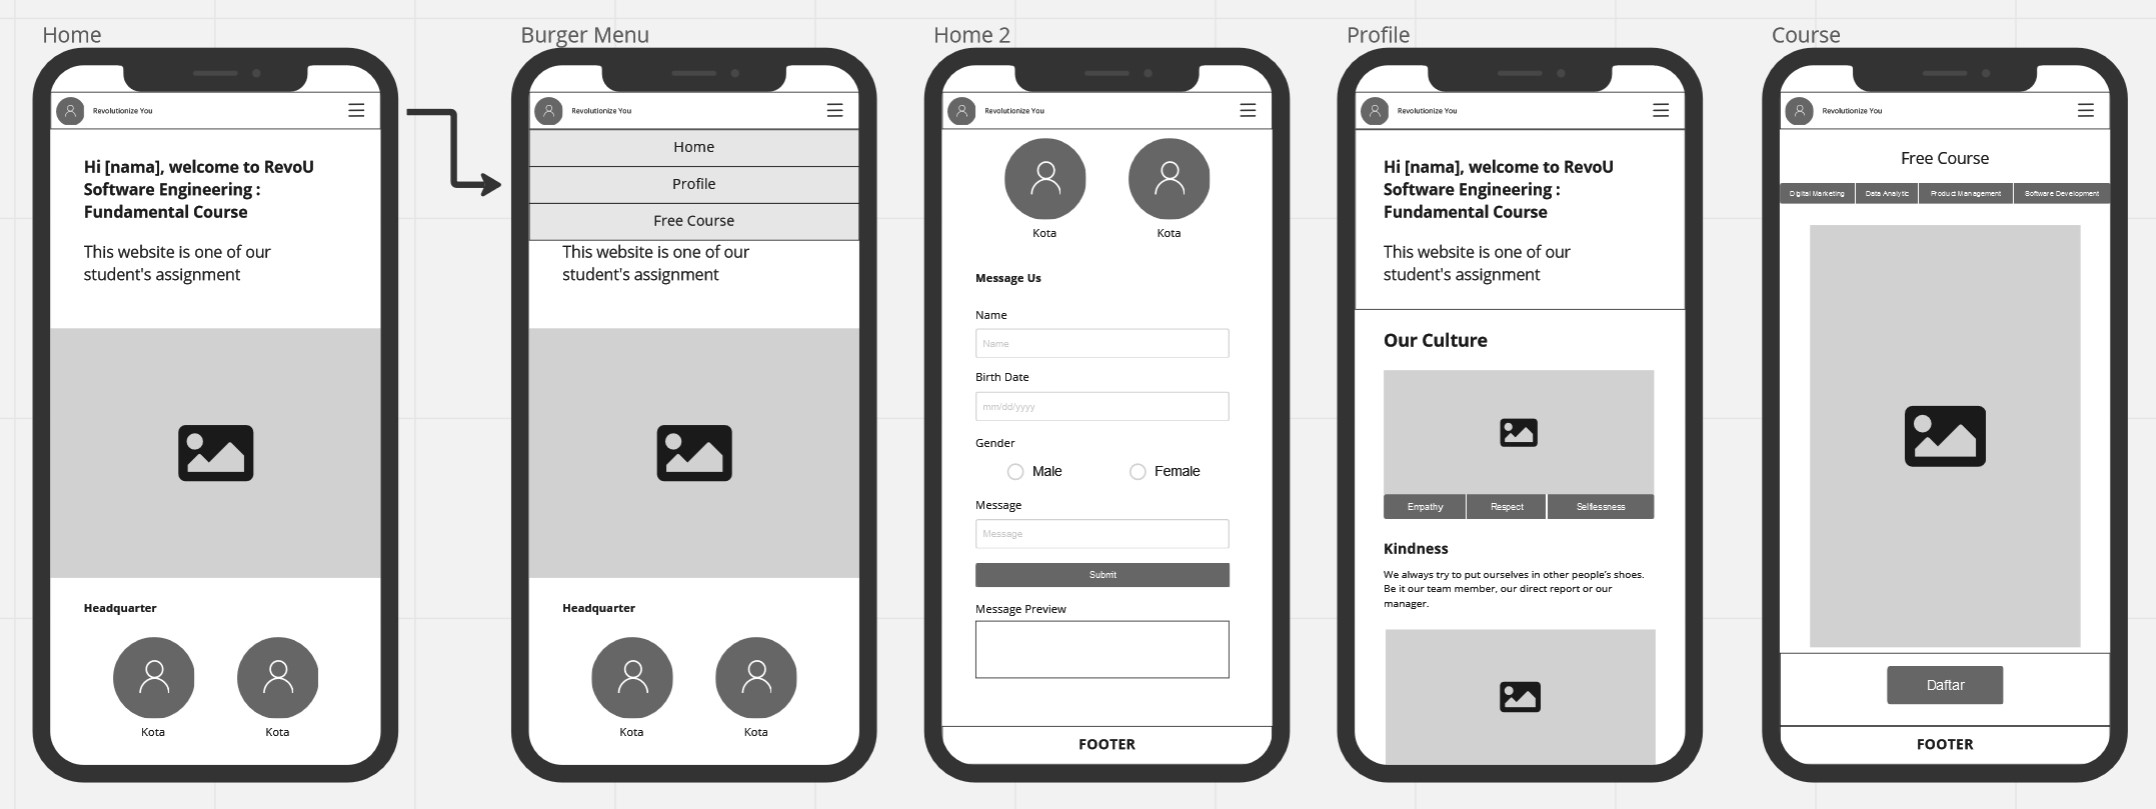 Home
Revolutionize You
Hi [nama], welcome to RevoU
Software Engineering :
Fundamental Course
This website is one of our
student's assignment
Headquarter
Kota
Kota
Burger Menu
Revolutionize You
Home
Profile
Free Course
This website is one of our
student's assignment
Headquarter
Kota
Kota
Home 2
Revolutionize You
Kota
Kota
Message Us
Name
Name
Birth Date
mm/dd/yyyy
Gender
Male
Female
Message
Message
Submit
Message Preview
FOOTER
Profile
Revolutionize You
Hi [nama], welcome to RevoU
Software Engineering :
Fundamental Course
This website is one of our
student's assignment
Our Culture
Empathy
Respect
Selflessness
Kindness
We always try to put ourselves in other people's shoes.
Be it our team member, our direct report or our
manager.
Course
Revolutionize You
Free Course
Digital Marketing
Data Analytic
Product Management
Software Development
Daftar
FOOTER